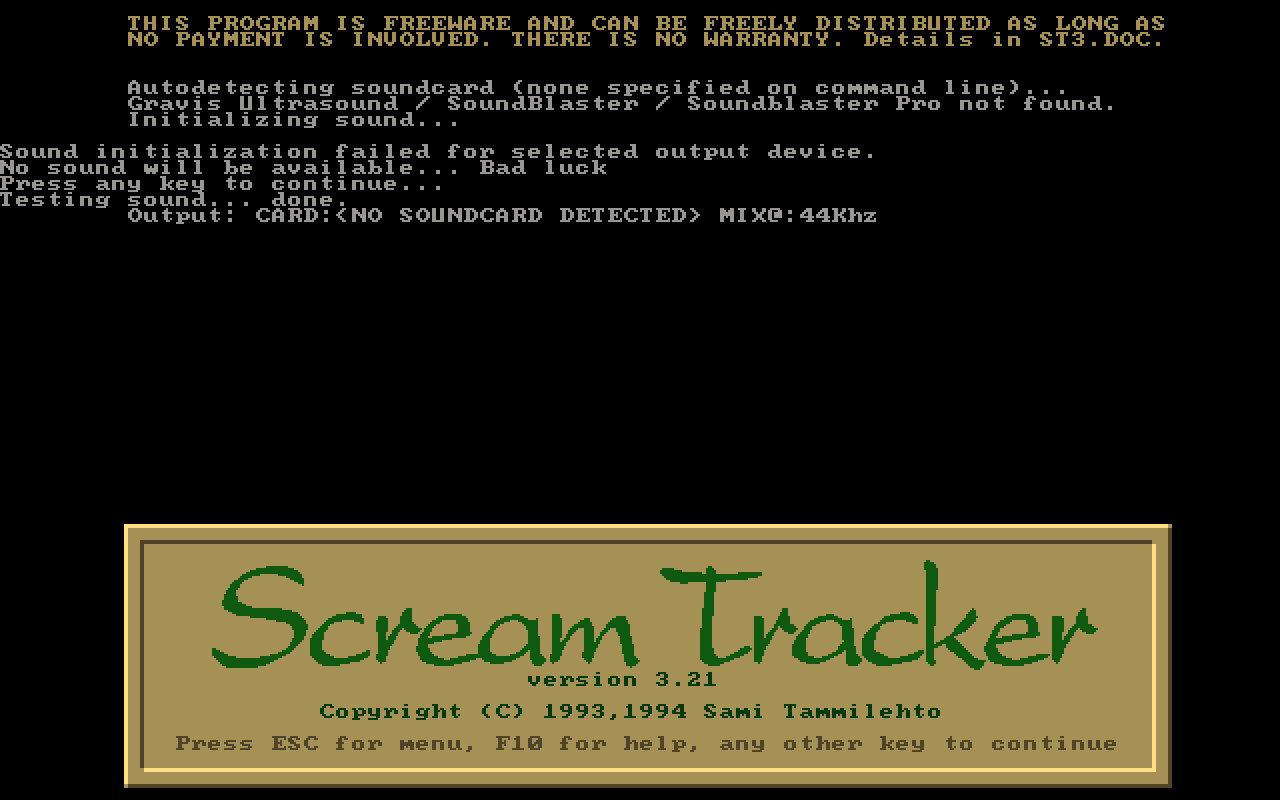 THIS PROGRAM IS FREEWARE AND CAN BE FREELY DISTRIBUTED AS LONG AS
NO PAYMENT IS INVOLVED. THERE IS NO WARRANTY. Details in ST3.DOC.
Autodetecting soundcard (none specified on command line)...
Gravis Ultrasound / SoundBlaster / Soundblaster Pro not found.
Initializing sound...
Sound initialization failed for selected output device.
No sound will be available... Bad luck
Press any key to continue...
Testing sound... done.
Output: CARD:<NO SOUNDCARD DETECTED> MIX@:44Khz
Scream Tracker
version 3.21
Copyright (C) 1993,1994 Sami Tammilehto
Press ESC for menu, F10 for help, any other key to continue